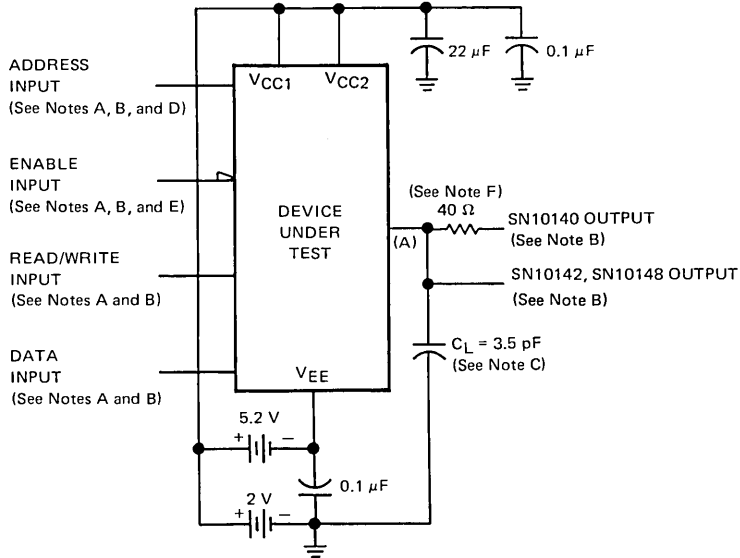 22 μF
0.1 μF
ADDRESS
INPUT
(See Notes A, B, and D)
VCC1
VCC2
ENABLE
INPUT
(See Notes A, B, and E)
DEVICE
UNDER
TEST
(See Note F)
40 Ω
(A)
SN10140 OUTPUT
(See Note B)
READ/WRITE
INPUT
(See Notes A and B)
SN10142, SN10148 OUTPUT
(See Note B)
CL = 3.5 pF
(See Note C)
DATA
INPUT
(See Notes A and B)
VEE
5.2 V
+ −
0.1 μF
2 V
+ −